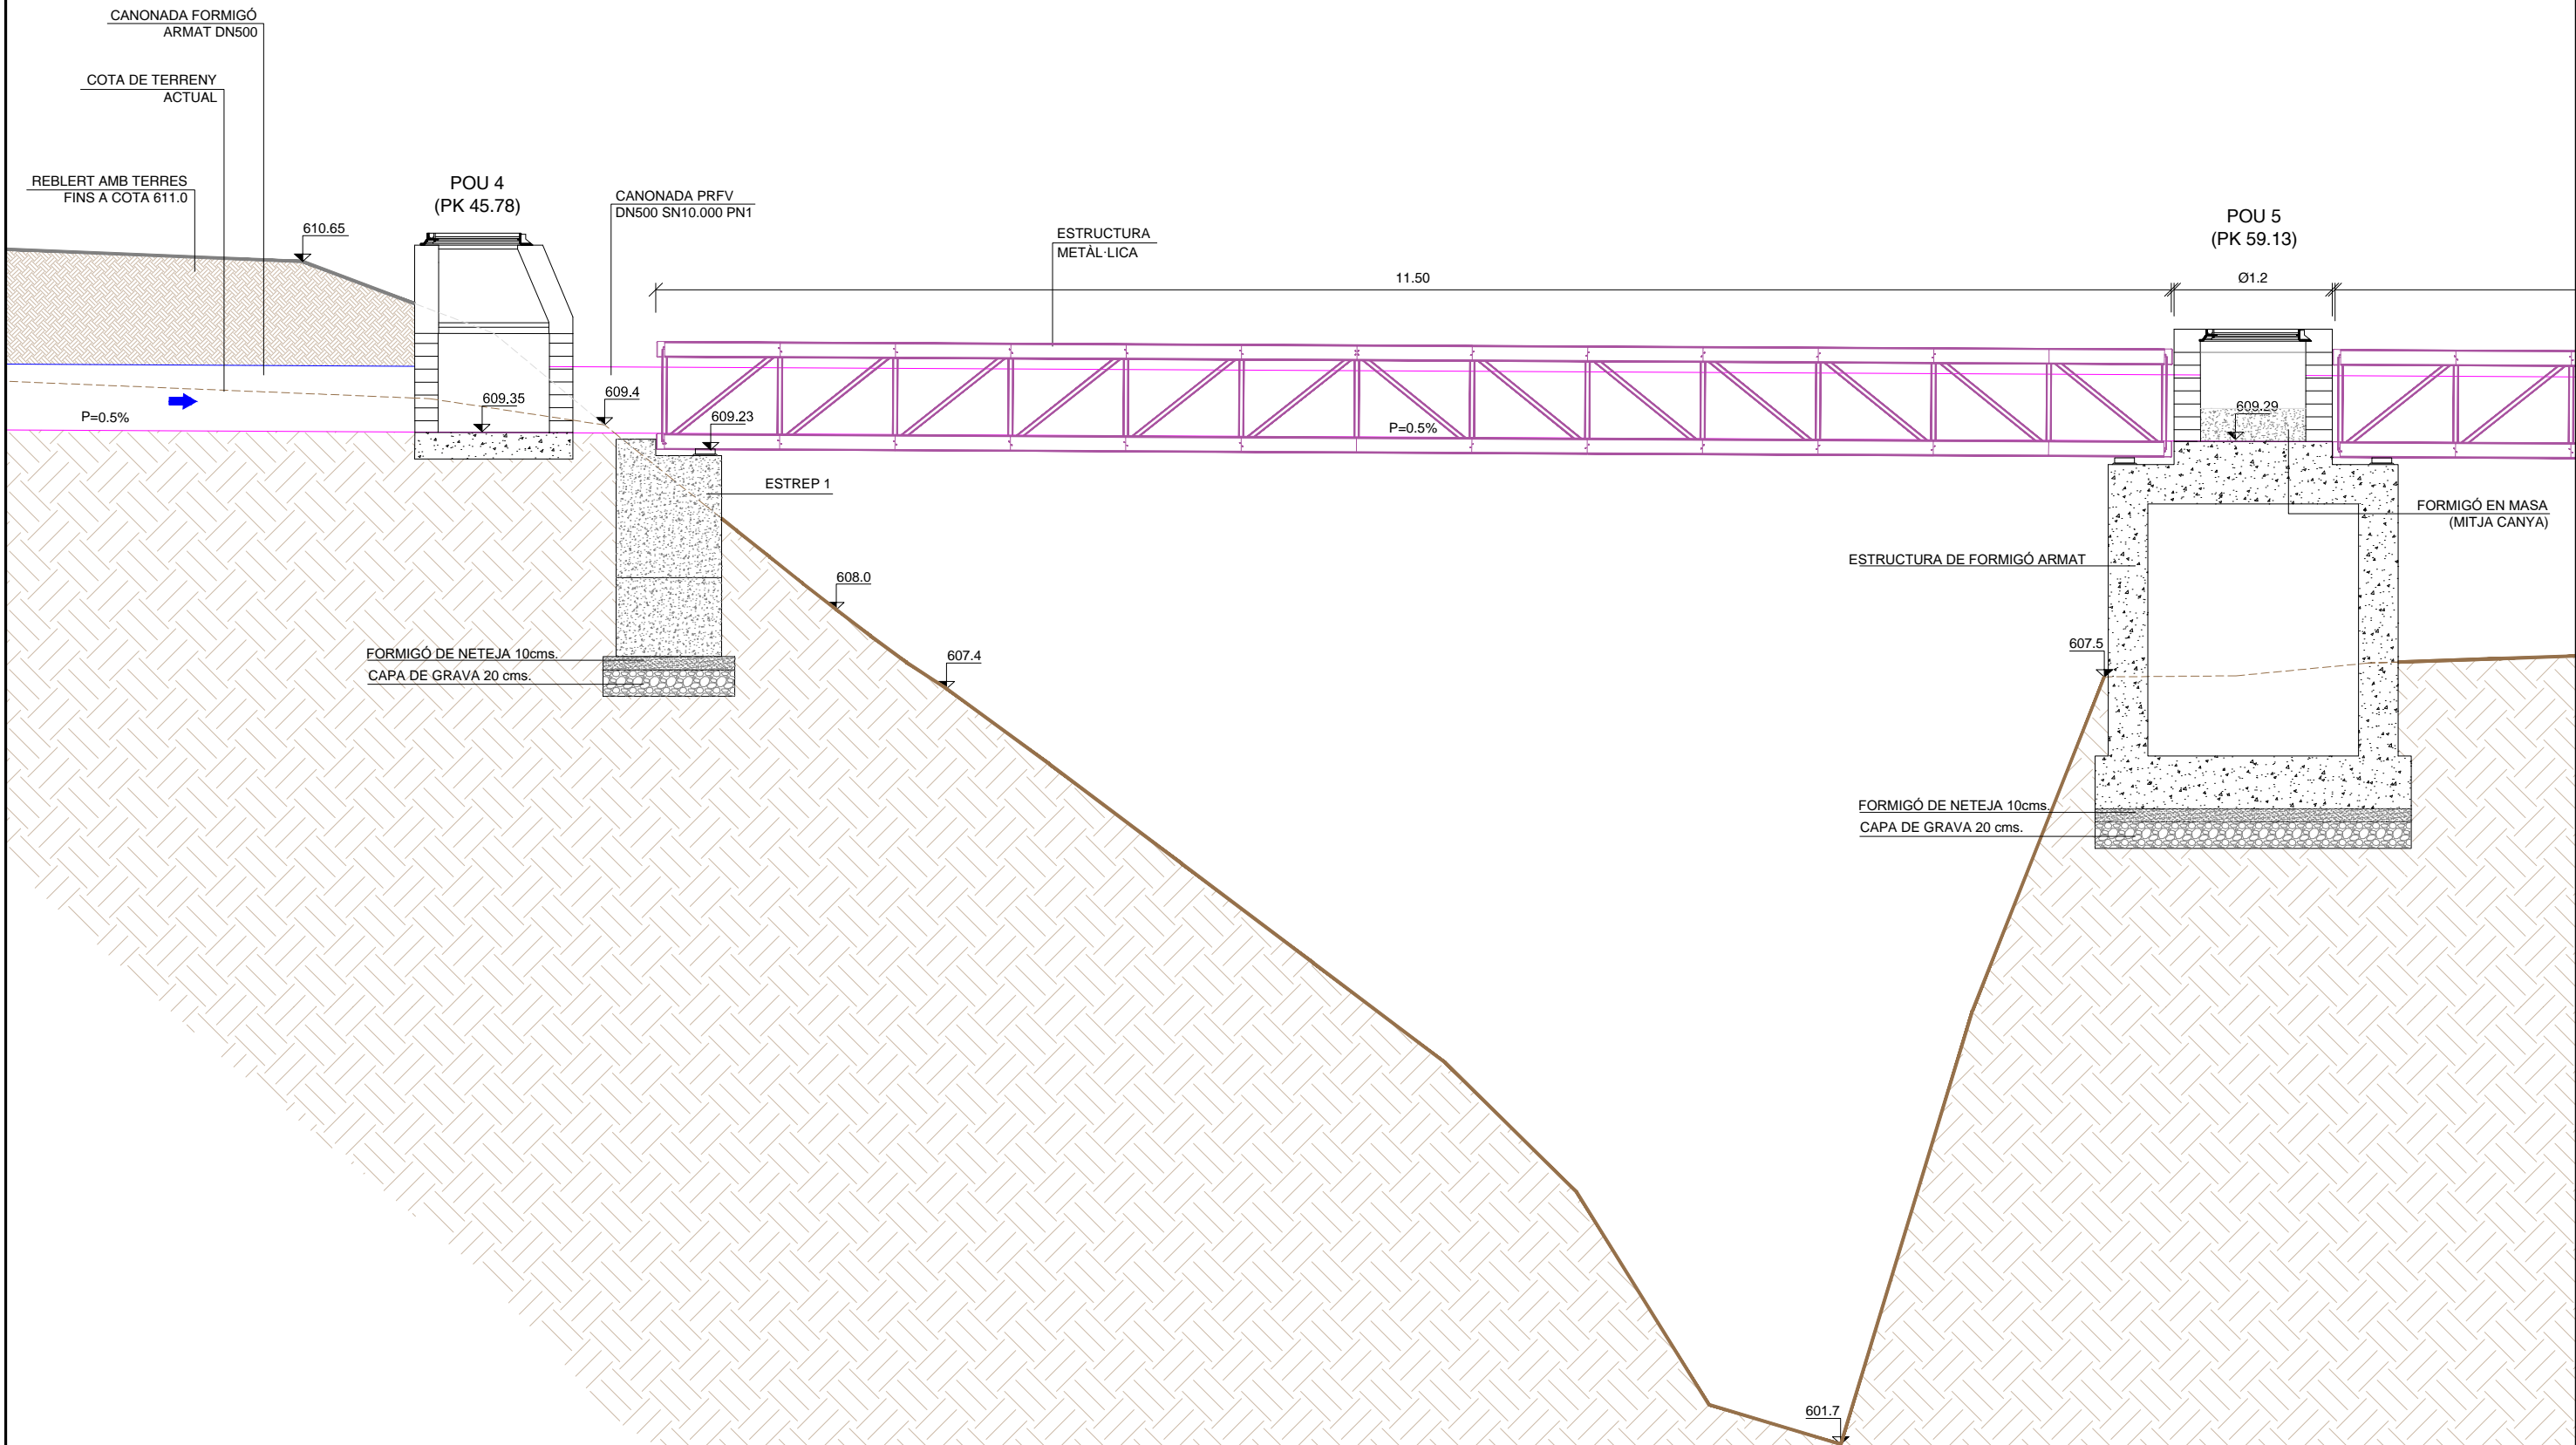 CANONADA FORMIGÓ
ARMAT DN500
COTA DE TERRENY
ACTUAL
REBLERT AMB TERRES
FINS A COTA 611.0
610.65
POU 4
(PK 45.78)
CANONADA PRFV
DN500 SN10.000 PN1
ESTRUCTURA
METÀL·LICA
11.50
POU 5
(PK 59.13)
Ø1.2
P=0.5%
609.35
609.4
609.23
P=0.5%
609.29
ESTREP 1
FORMIGÓ EN MASA
(MITJA CANYA)
ESTRUCTURA DE FORMIGÓ ARMAT
608.0
607.4
607.5
FORMIGÓ DE NETEJA 10cms.
CAPA DE GRAVA 20 cms.
FORMIGÓ DE NETEJA 10cms.
CAPA DE GRAVA 20 cms.
601.7